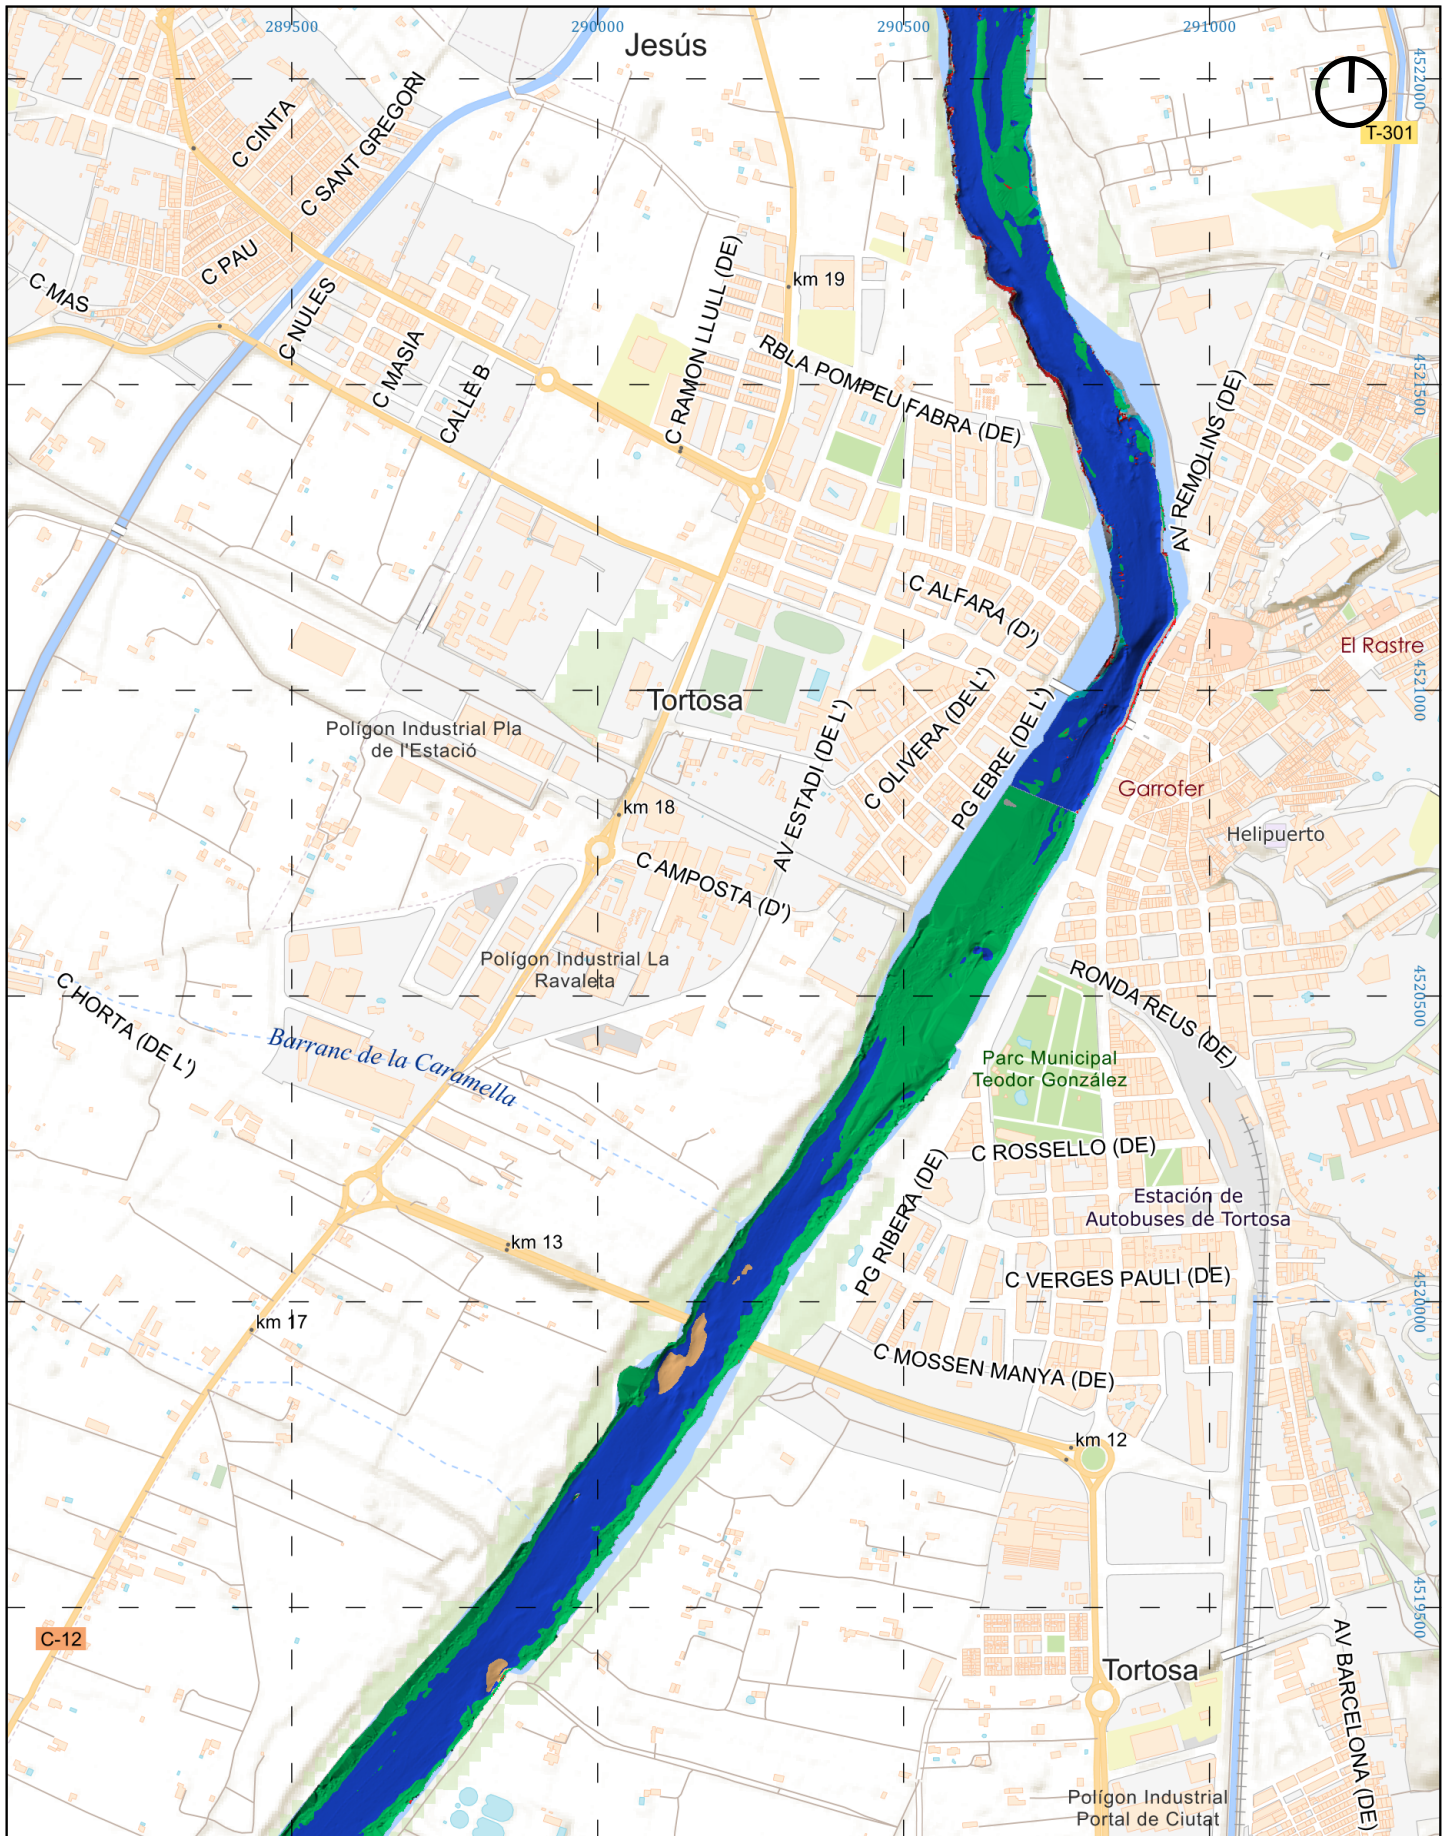 289500
290000
290500
291000
Jesús
4522000
T-301
C CINTA
C SANT GREGORI
C PAU
C MAS
C NULES
C MASIA
CALLE B
C RAMON LLULL (DE)
km 19
RBLA POMPEU FABRA (DE)
4521500
AV REMOLINS (DE)
C ALFARA (D')
El Rastre
4521000
Tortosa
C OLIVERA (DE L')
PG EBRE (DE L')
AV ESTADI (DE L')
Polígon Industrial Pla
de l'Estació
Garrofer
km 18
Helipuerto
C AMPOSTA (D')
Polígon Industrial La
Ravaleta
C HORTA (DE L')
Barranc de la Caramella
RONDA REUS (DE)
4520500
Parc Municipal
Teodor González
C ROSSELLO (DE)
PG RIBERA (DE)
Estación de
Autobuses de Tortosa
km 13
C VERGES PAULI (DE)
4520000
km 17
C MOSSEN MANYA (DE)
km 12
4519500
C-12
Tortosa
AV BARCELONA (DE)
Polígon Industrial
Portal de Ciutat